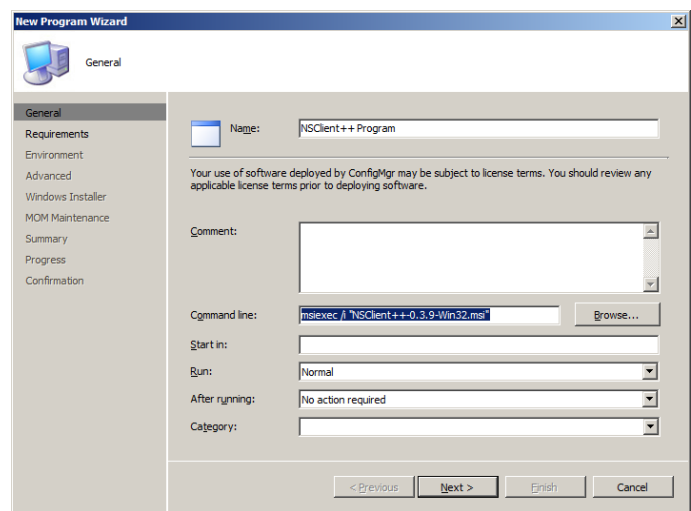 New Program Wizard
General
General
Requirements
Environment
Advanced
Windows Installer
MOM Maintenance
Summary
Progress
Confirmation
Name: NSClient++ Program
Your use of software deployed by ConfigMgr may be subject to license terms. You should review any
applicable license terms prior to deploying software.
Comment:
Command line: msiexec /i "NSClient++-0.3.9-Win32.msi" Browse...
Start in:
Run: Normal
After running: No action required
Category:
< Previous Next > Finish Cancel